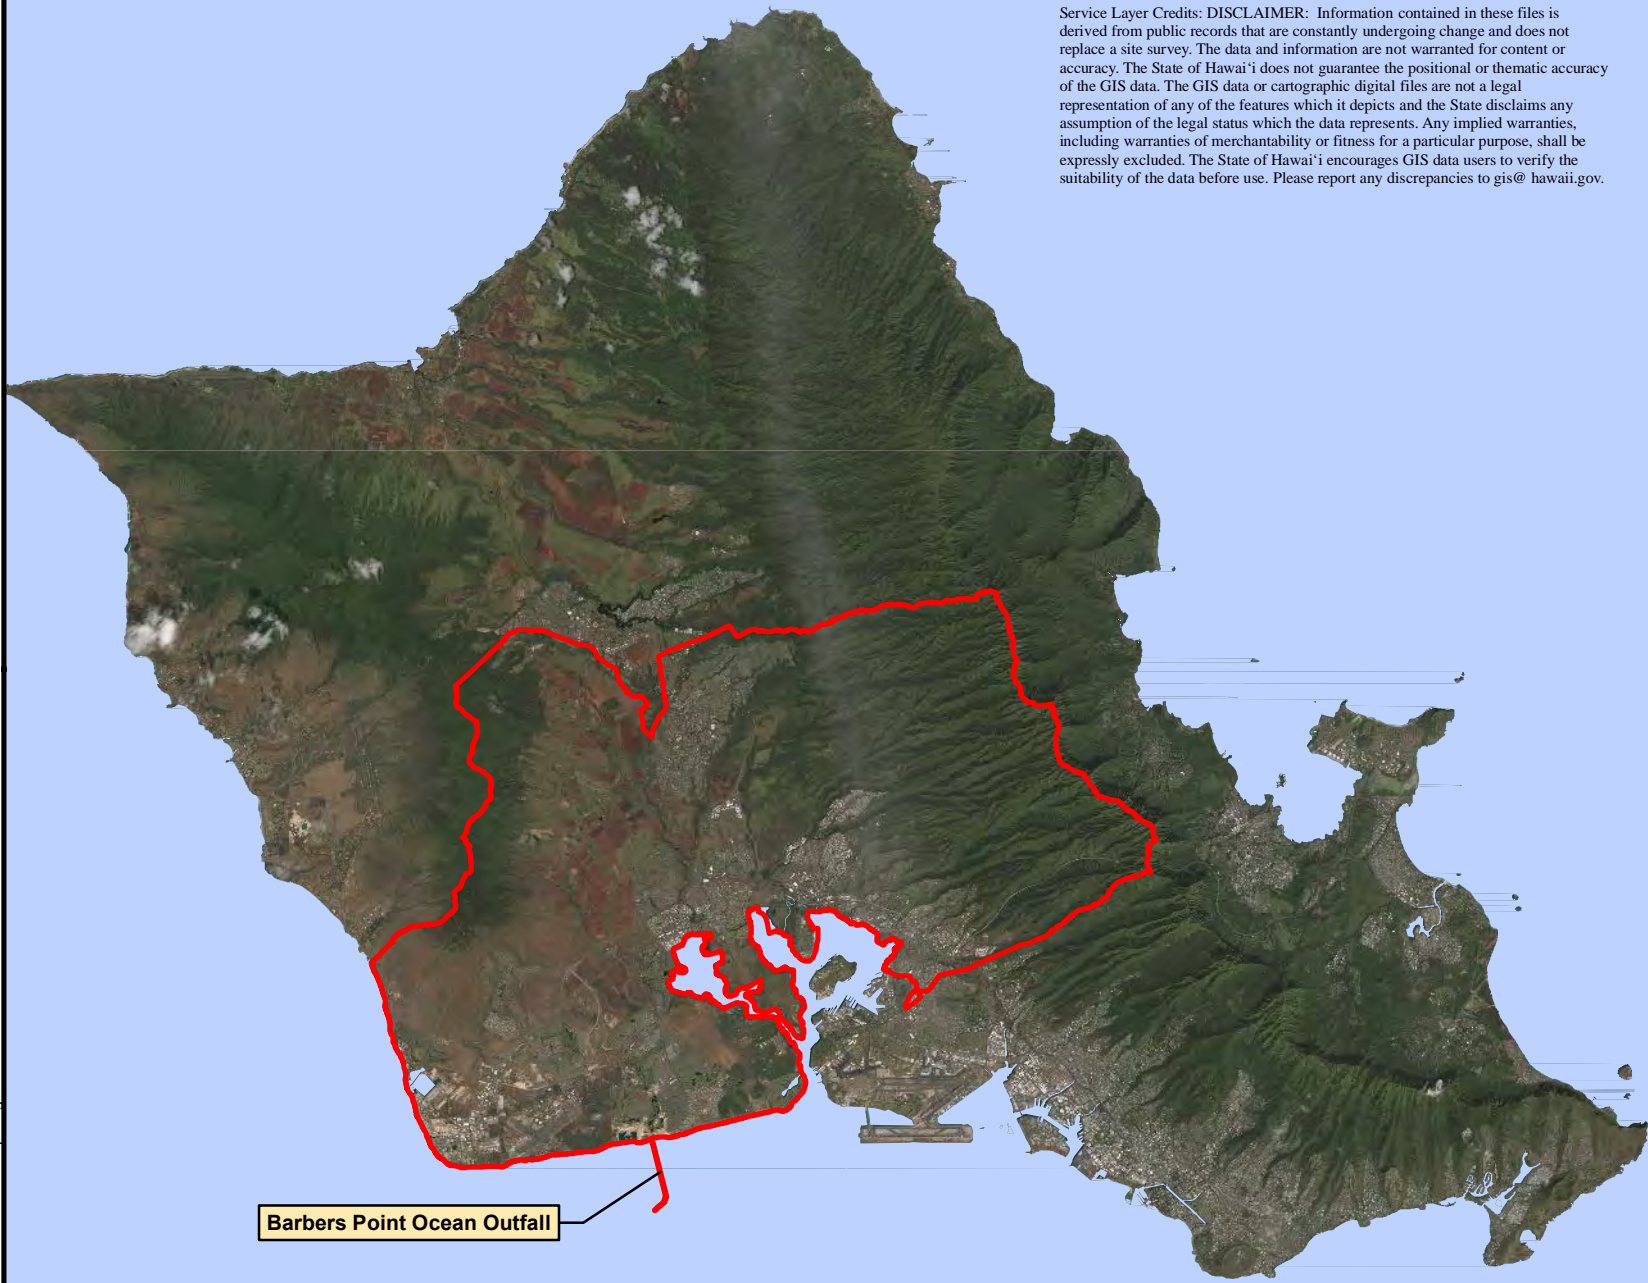 Service Layer Credits: DISCLAIMER:  Information contained in these files is
derived from public records that are constantly undergoing change and does not
replace a site survey. The data and information are not warranted for content or
accuracy. The State of Hawai‘i does not guarantee the positional or thematic accuracy
of the GIS data. The GIS data or cartographic digital files are not a legal
representation of any of the features which it depicts and the State disclaims any
assumption of the legal status which the data represents. Any implied warranties,
including warranties of merchantability or fitness for a particular purpose, shall be
expressly excluded. The State of Hawai‘i encourages GIS data users to verify the
suitability of the data before use. Please report any discrepancies to gis@ hawaii.gov.
Barbers Point Ocean Outfall